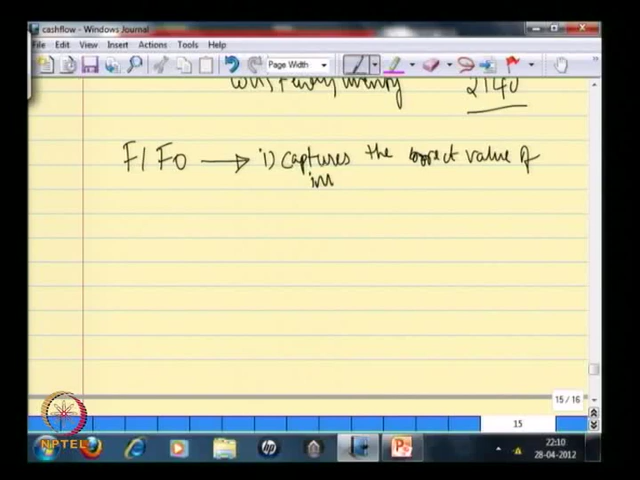 cashflow - Windows Journal
File Edit View Insert Actions Tools Help
Page Width
2140
FIFO → i) captures the correct value of
inv
15 / 16
15
NPTEL
22:10
28-04-2012